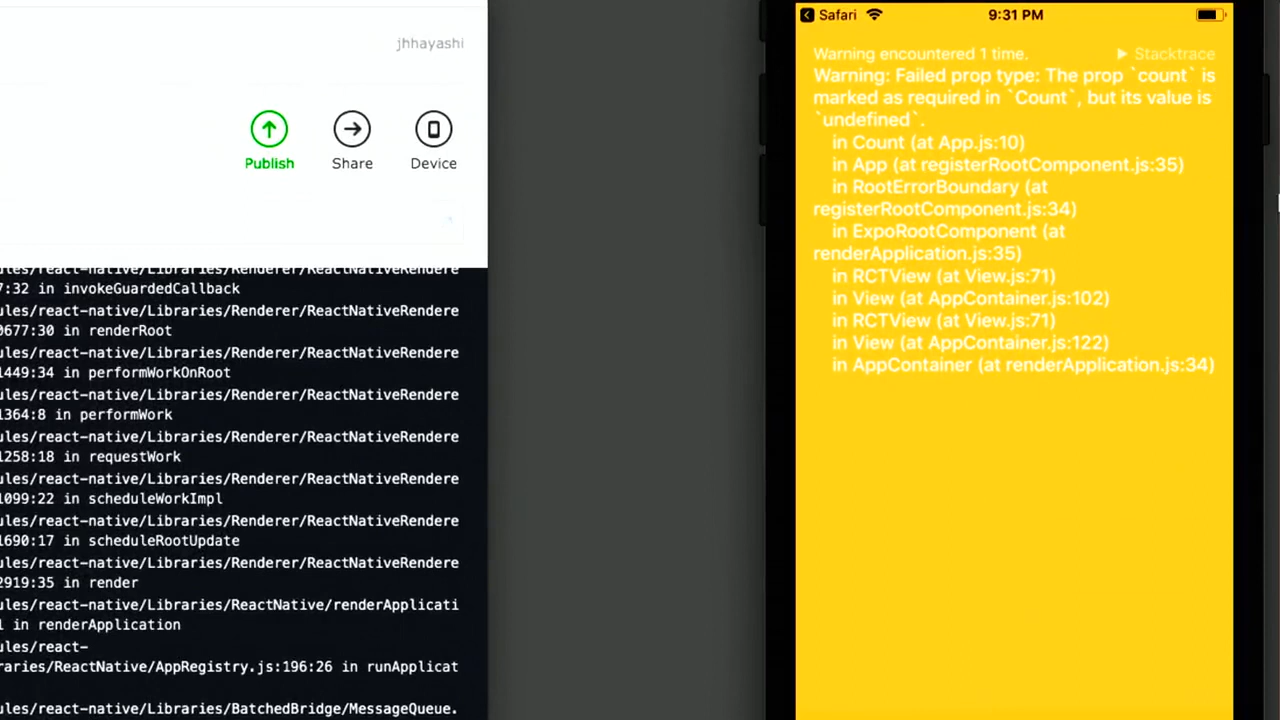 jhhayashi
Publish
Share
Device
ules/react-native/Libraries/Renderer/ReactNativeRendere
7:32 in invokeGuardedCallback
ules/react-native/Libraries/Renderer/ReactNativeRendere
0677:30 in renderRoot
ules/react-native/Libraries/Renderer/ReactNativeRendere
1449:34 in performWorkOnRoot
ules/react-native/Libraries/Renderer/ReactNativeRendere
1364:8 in performWork
ules/react-native/Libraries/Renderer/ReactNativeRendere
1258:18 in requestWork
ules/react-native/Libraries/Renderer/ReactNativeRendere
1099:22 in scheduleWorkImpl
ules/react-native/Libraries/Renderer/ReactNativeRendere
1690:17 in scheduleRootUpdate
ules/react-native/Libraries/Renderer/ReactNativeRendere
2919:35 in render
ules/react-native/Libraries/ReactNative/renderApplicati
1 in renderApplication
ules/react-
raries/ReactNative/AppRegistry.js:196:26 in runApplicat
ules/react-native/Libraries/BatchedBridge/MessageQueue.
Safari 9:31 PM
Warning encountered 1 time. Stacktrace
Warning: Failed prop type: The prop `count` is
marked as required in `Count`, but its value is
`undefined`.
in Count (at App.js:10)
in App (at registerRootComponent.js:35)
in RootErrorBoundary (at
registerRootComponent.js:34)
in ExpoRootComponent (at
renderApplication.js:35)
in RCTView (at View.js:71)
in View (at AppContainer.js:102)
in RCTView (at View.js:71)
in View (at AppContainer.js:122)
in AppContainer (at renderApplication.js:34)